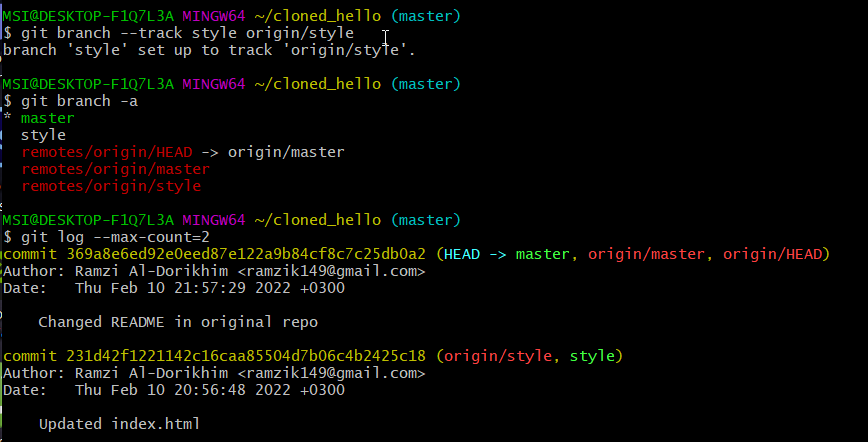 MSI@DESKTOP-F1Q7L3A MINGW64 ~/cloned_hello (master)
$ git branch --track style origin/style
branch 'style' set up to track 'origin/style'.
MSI@DESKTOP-F1Q7L3A MINGW64 ~/cloned_hello (master)
$ git branch -a
* master
  style
  remotes/origin/HEAD -> origin/master
  remotes/origin/master
  remotes/origin/style
MSI@DESKTOP-F1Q7L3A MINGW64 ~/cloned_hello (master)
$ git log --max-count=2
commit 369a8e6ed92e0eed87e122a9b84cf8c7c25db0a2 (HEAD -> master, origin/master, origin/HEAD)
Author: Ramzi Al-Dorikhim <ramzik149@gmail.com>
Date:   Thu Feb 10 21:57:29 2022 +0300
    Changed README in original repo
commit 231d42f1221142c16caa85504d7b06c4b2425c18 (origin/style, style)
Author: Ramzi Al-Dorikhim <ramzik149@gmail.com>
Date:   Thu Feb 10 20:56:48 2022 +0300
    Updated index.html